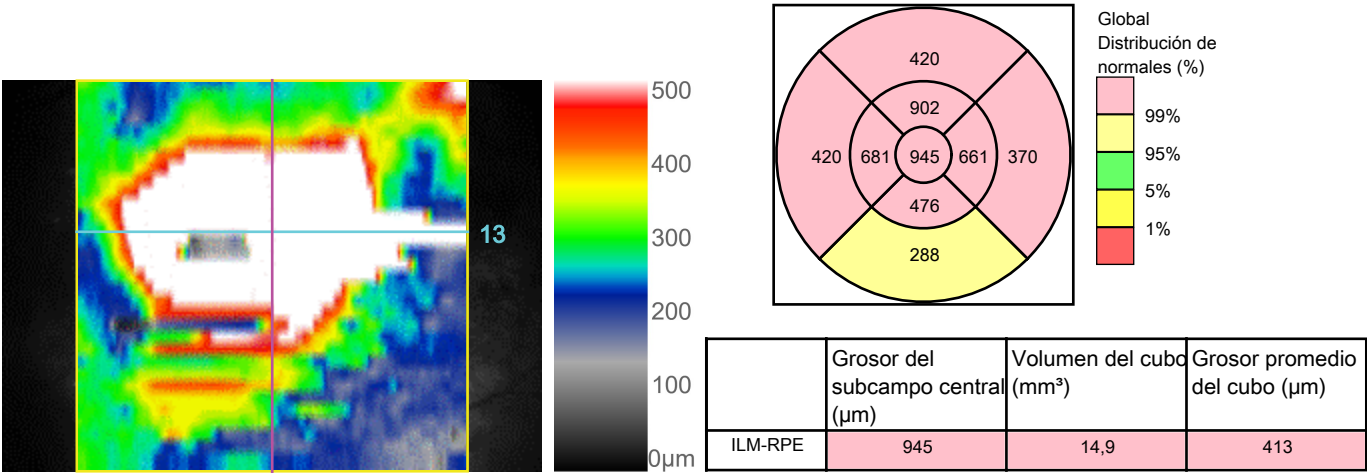 13
500
400
300
200
100
0µm
420
902
420 681 945 661 370
476
288
Global
Distribución de
normales (%)
99%
95%
5%
1%
Grosor del
subcampo central
(µm)
Volumen del cubo
(mm³)
Grosor promedio
del cubo (µm)
ILM-RPE 945 14,9 413